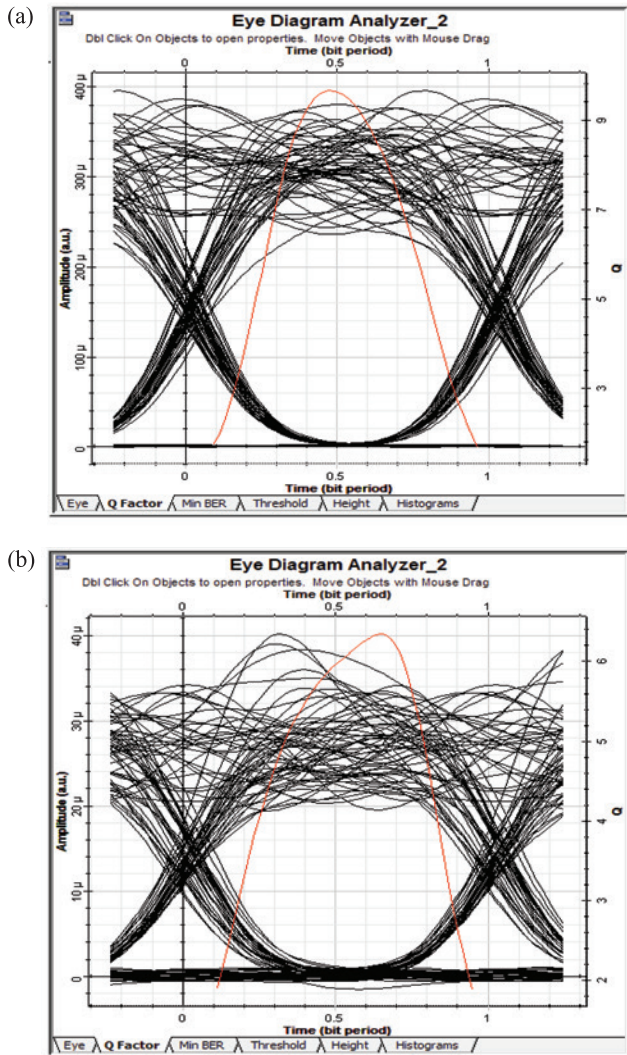 (a)
Eye Diagram Analyzer_2
Dbl Click On Objects to open properties. Move Objects with Mouse Drag
Time (bit period)
0 0.5 1
400 µ
300 µ
200 µ
100 µ
0
Amplitude (a.u.)
9
7
5
3
Q
0 0.5 1
Time (bit period)
Eye Q Factor Min BER Threshold Height Histograms
(b)
Eye Diagram Analyzer_2
Dbl Click On Objects to open properties. Move Objects with Mouse Drag
Time (bit period)
0 0.5 1
40 µ
30 µ
20 µ
10 µ
0
Amplitude (a.u.)
6
5
4
3
2
Q
0 0.5 1
Time (bit period)
Eye Q Factor Min BER Threshold Height Histograms